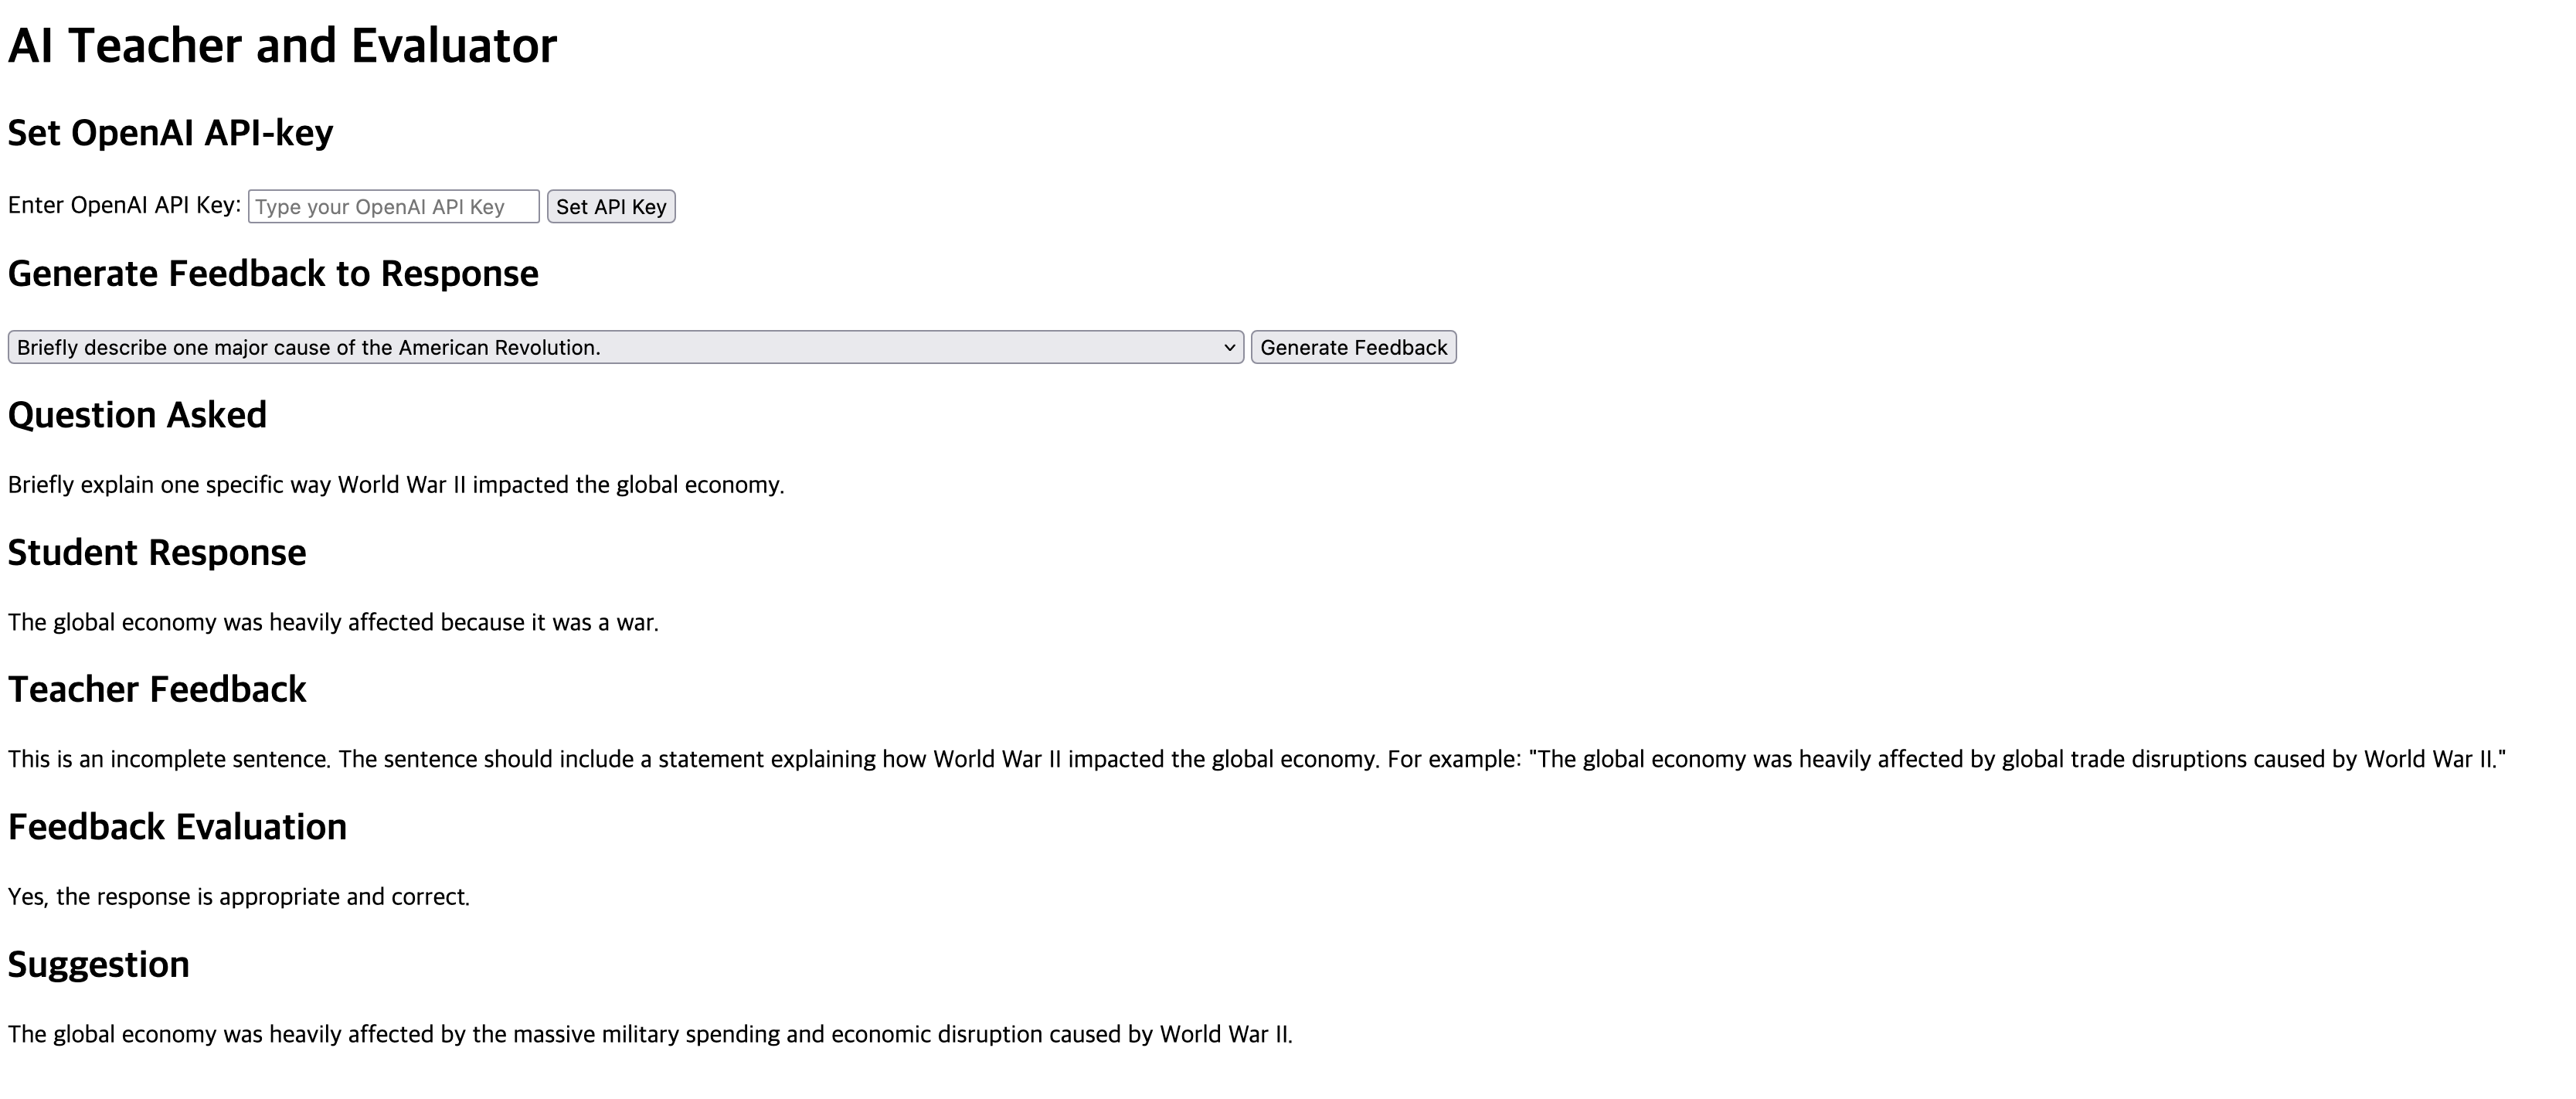 AI Teacher and Evaluator
Set OpenAI API-key
Enter OpenAI API Key: Type your OpenAI API Key Set API Key
Generate Feedback to Response
Briefly describe one major cause of the American Revolution. Generate Feedback
Question Asked
Briefly explain one specific way World War II impacted the global economy.
Student Response
The global economy was heavily affected because it was a war.
Teacher Feedback
This is an incomplete sentence. The sentence should include a statement explaining how World War II impacted the global economy. For example: "The global economy was heavily affected by global trade disruptions caused by World War II."
Feedback Evaluation
Yes, the response is appropriate and correct.
Suggestion
The global economy was heavily affected by the massive military spending and economic disruption caused by World War II.